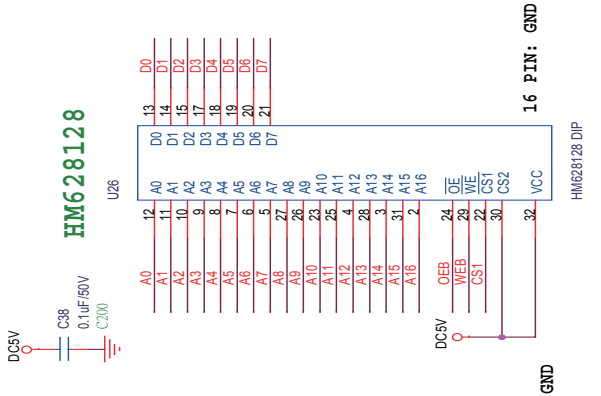 DC5V
C38
0.1uF/50V
C200
HM628128
U26
A0 12 A0 D0 13 D0
A1 11 A1 D1 14 D1
A2 10 A2 D2 15 D2
A3 9 A3 D3 17 D3
A4 8 A4 D4 18 D4
A5 7 A5 D5 19 D5
A6 6 A6 D6 20 D6
A7 5 A7 D7 21 D7
A8 27 A8
A9 26 A9
A10 23 A10
A11 25 A11
A12 4 A12
A13 28 A13
A14 3 A14
A15 31 A15
A16 2 A16
OEB 24 OE
WEB 29 WE
CS1 22 CS1
DC5V 30 CS2
32 VCC
GND
16 PIN: GND
HM628128 DIP